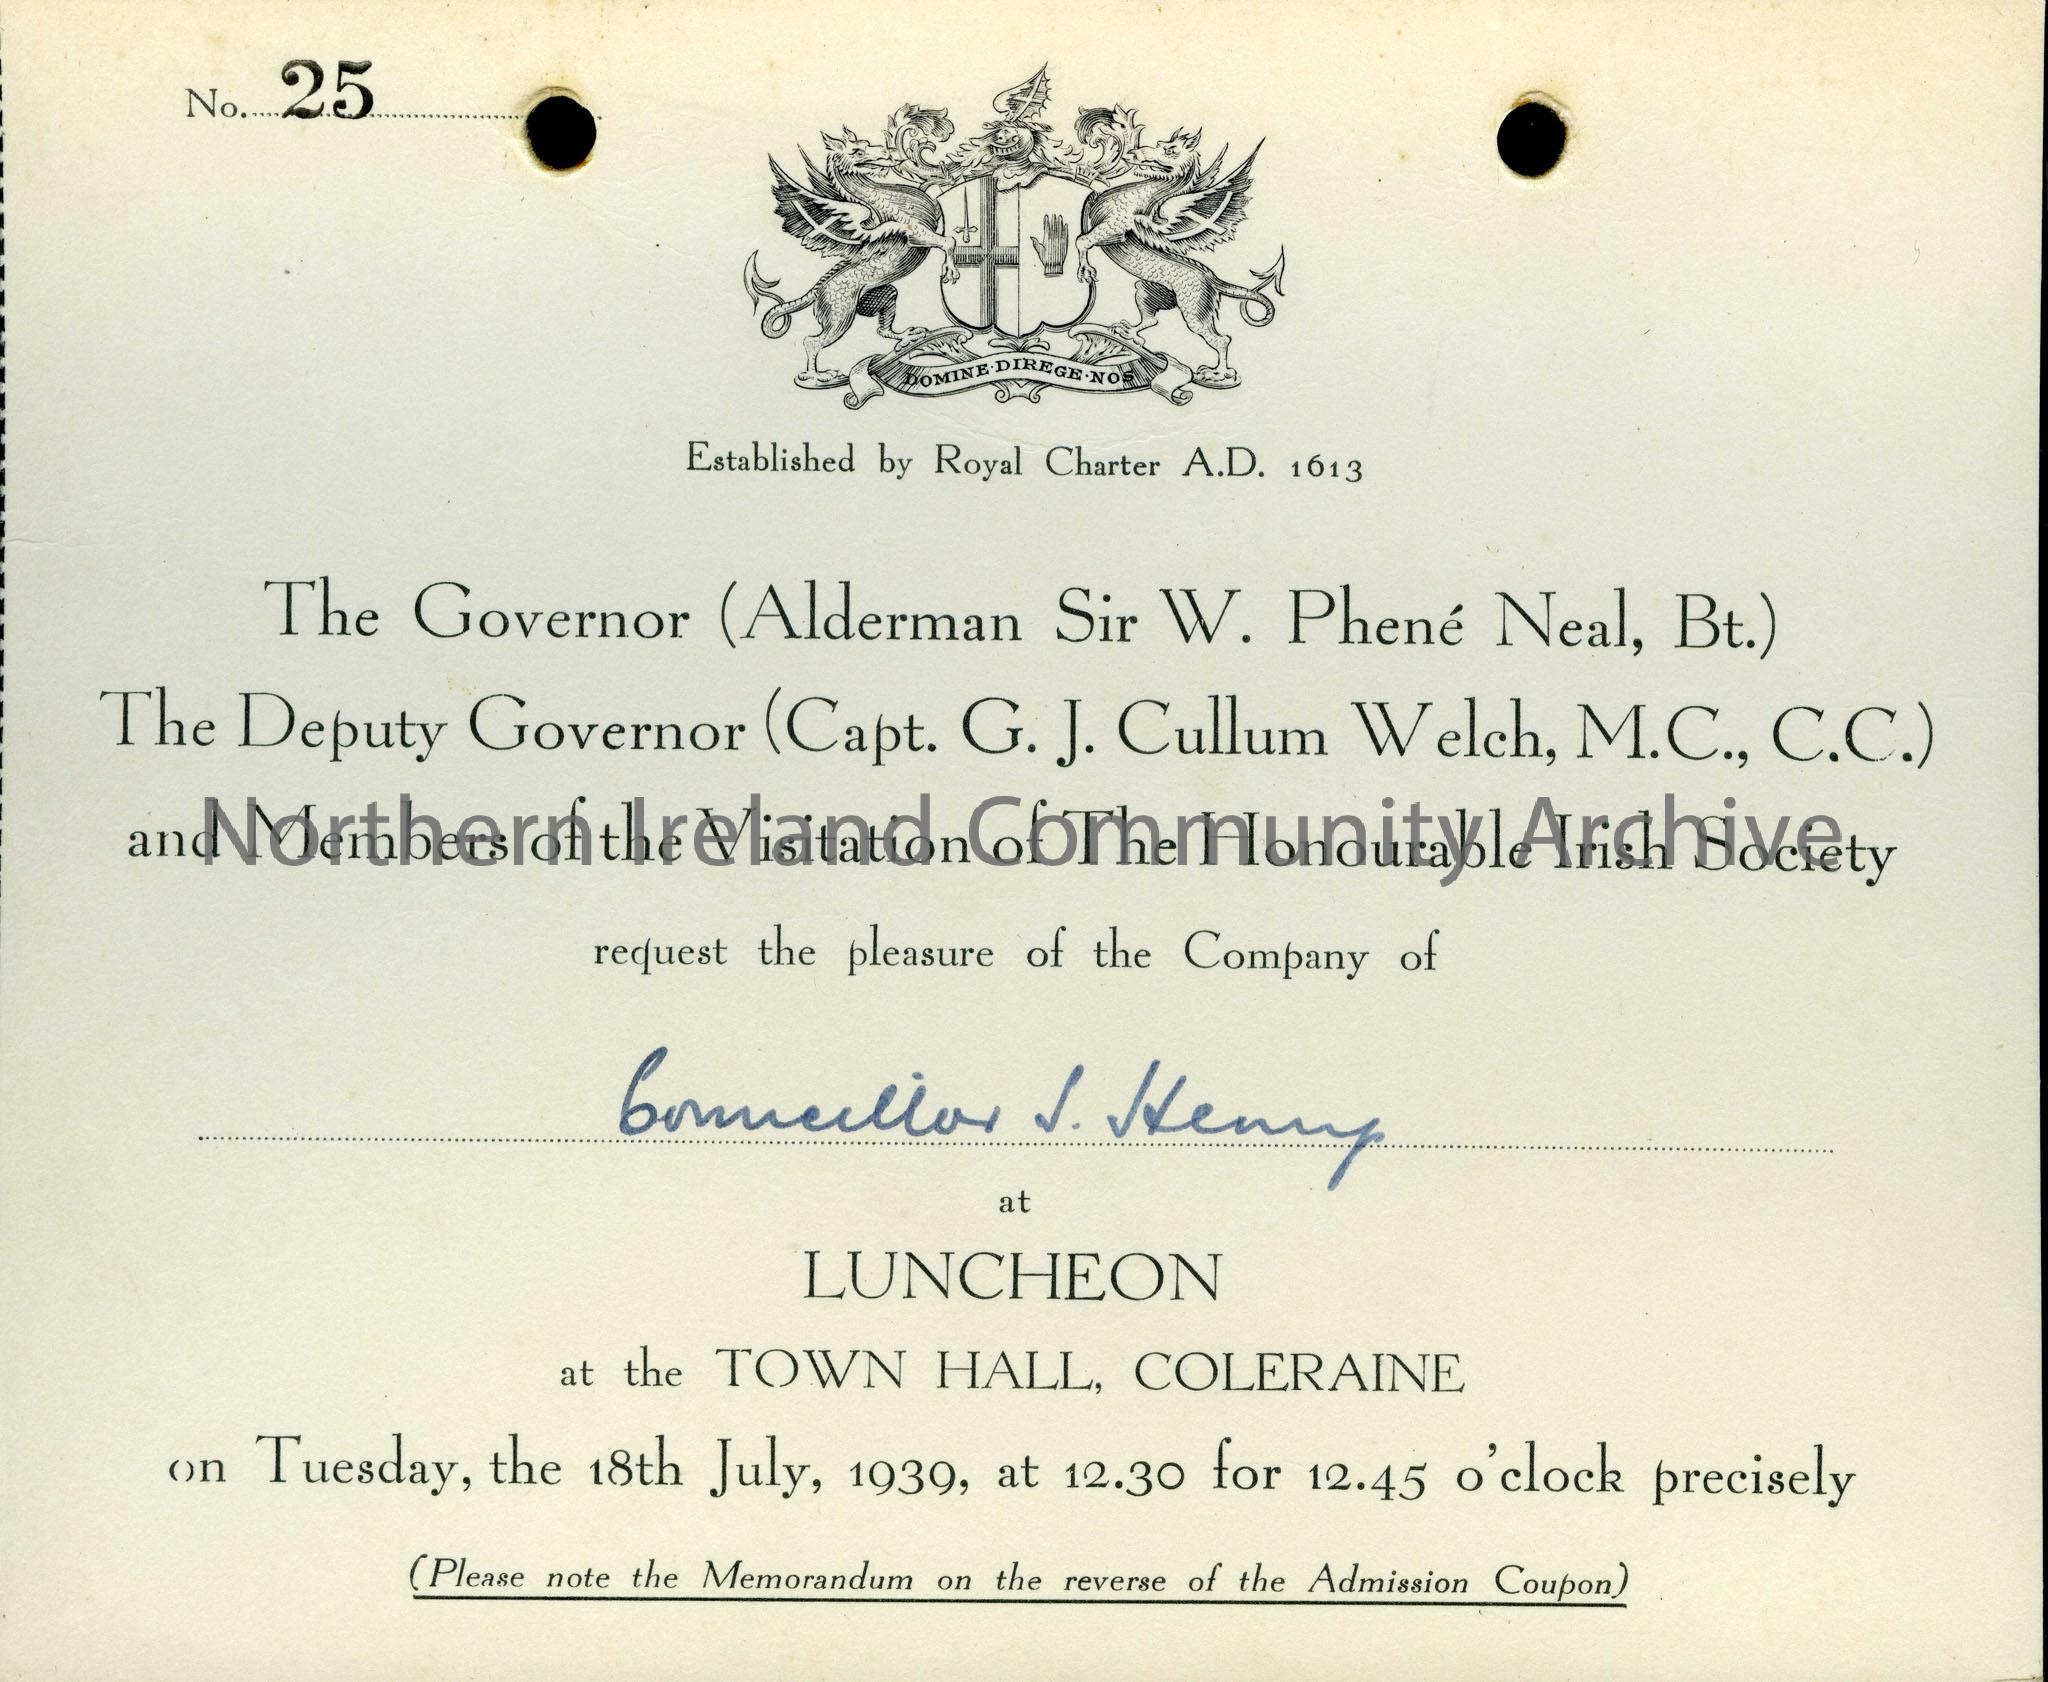 No. 25
DOMINE·DIREGE·NOS
Established by Royal Charter A.D. 1613
The Governor (Alderman Sir W. Phené Neal, Bt.)
The Deputy Governor (Capt. G. J. Cullum Welch, M.C., C.C.)
and Members of the Visitation of The Honourable Irish Society
Northern Ireland Community Archive
request the pleasure of the Company of
Councillor S. Henry
at
LUNCHEON
at the TOWN HALL, COLERAINE
on Tuesday, the 18th July, 1939, at 12.30 for 12.45 o'clock precisely
(Please note the Memorandum on the reverse of the Admission Coupon)